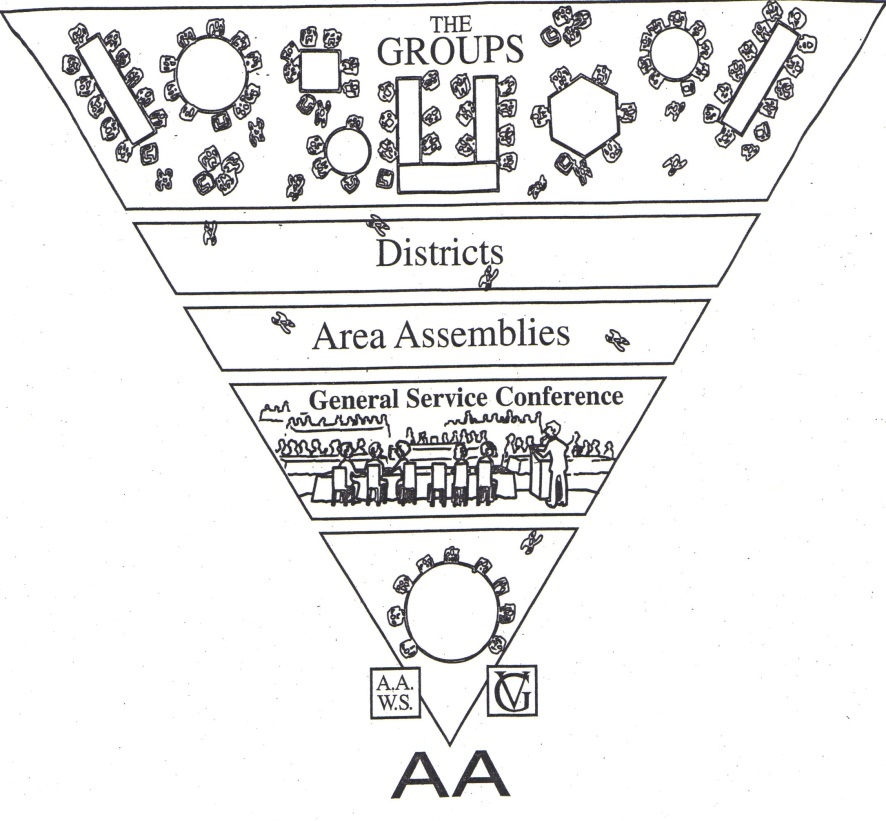 THE
GROUPS
Districts
Area Assemblies
General Service Conference
A.A.
W.S.
GV
AA